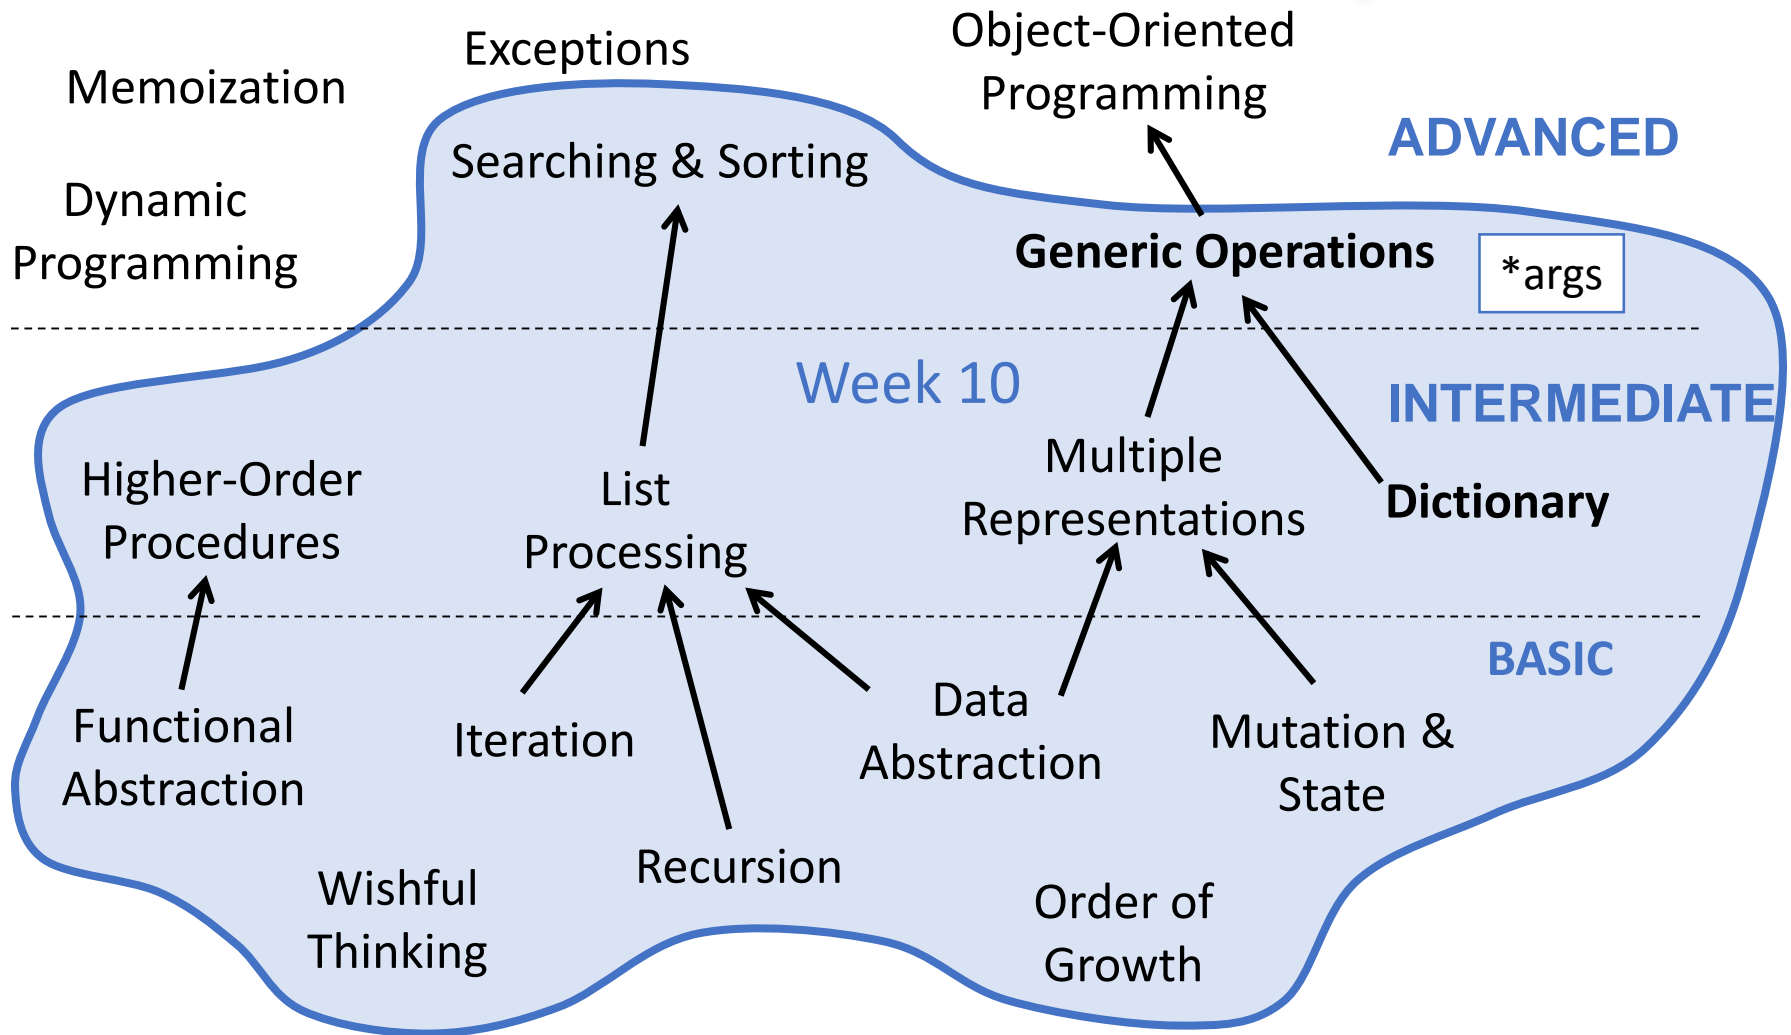 Exceptions
Object-Oriented
Programming
Memoization
ADVANCED
Searching & Sorting
Dynamic
Programming
Generic Operations
*args
Week 10
INTERMEDIATE
Higher-Order
Procedures
List
Processing
Multiple
Representations
Dictionary
BASIC
Functional
Abstraction
Iteration
Data
Abstraction
Mutation &
State
Recursion
Wishful
Thinking
Order of
Growth